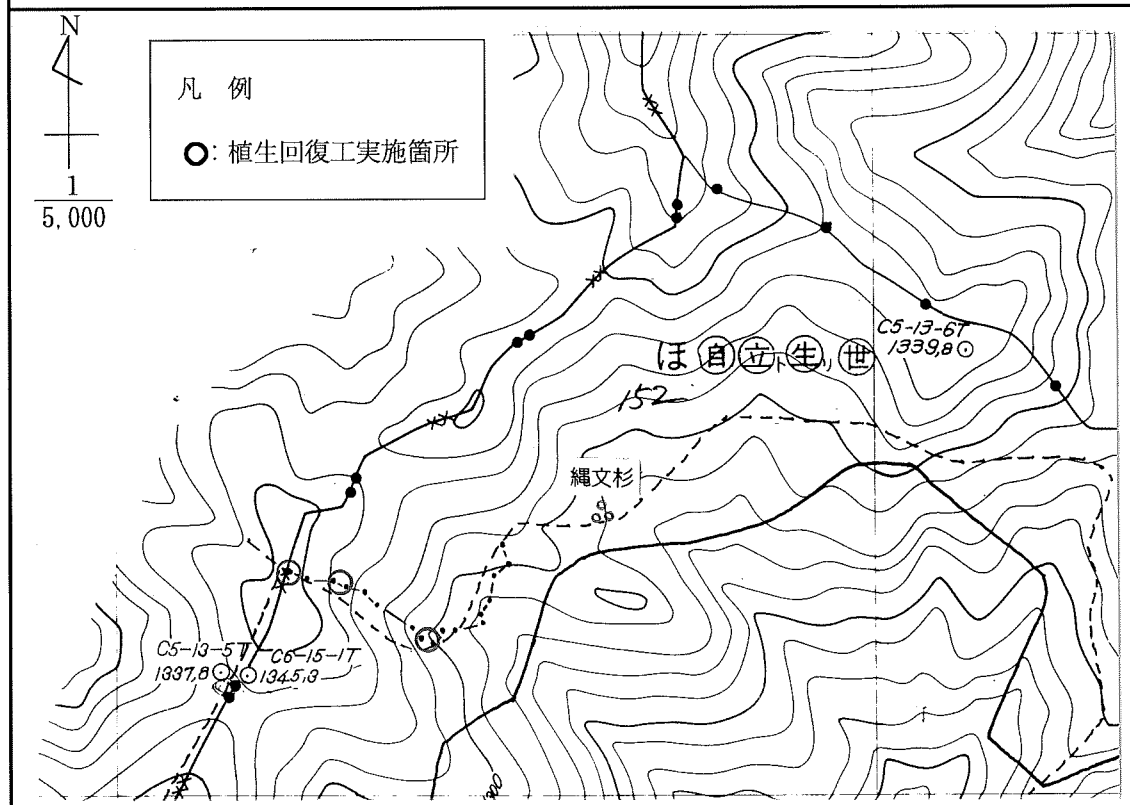 N
1
5,000
凡 例
○: 植生回復工実施箇所
C5-13-6T
1339,8
ほ 自 立 ト 生 リ 世
152
縄文杉
C5-13-5T
1337,8
C6-15-1T
1345,3
1300